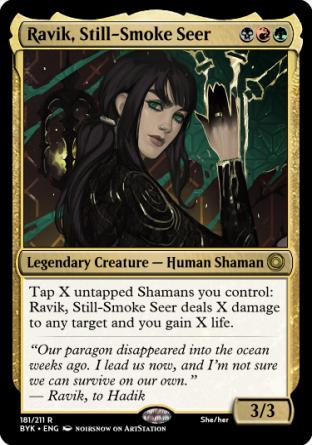 Ravik, Still-Smoke Seer
Legendary Creature — Human Shaman
Tap X untapped Shamans you control:
Ravik, Still-Smoke Seer deals X damage
to any target and you gain X life.
“Our paragon disappeared into the ocean
weeks ago. I lead us now, and I’m not sure
we can survive on our own.”
— Ravik, to Hadik
181/211 R
She/her
3/3
BYK • ENG NOIRSNOW on ArtStation